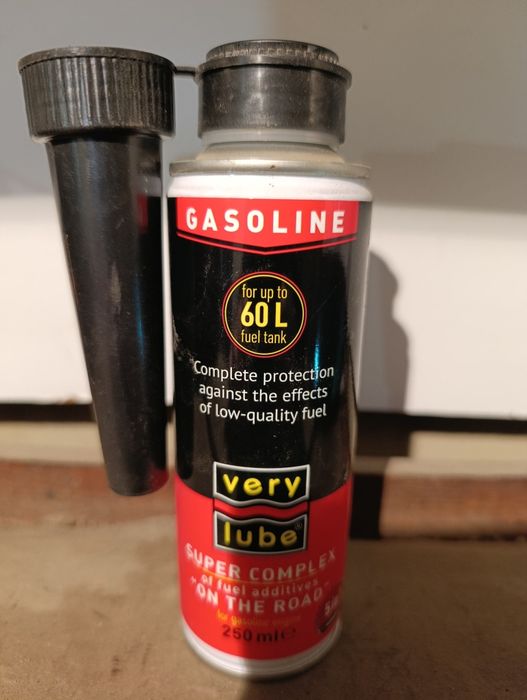 GASOLINE
for up to
60 L
fuel tank
Complete protection
against the effects
of low-quality fuel
very
lube®
SUPER COMPLEX
of fuel additives
"ON THE ROAD"
for gasoline engine
250 ml ℮